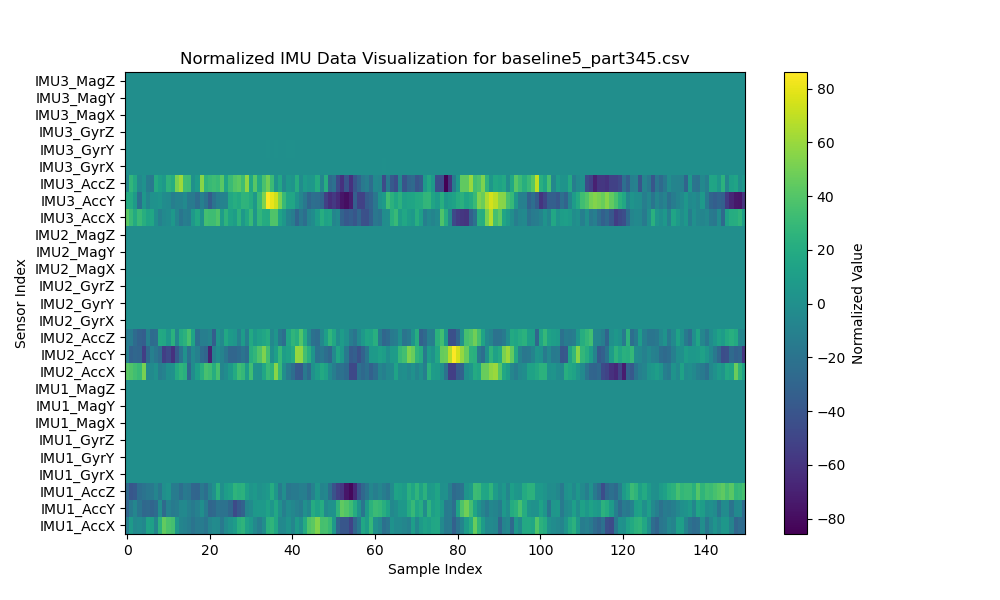 Normalized IMU Data Visualization for baseline5_part345.csv
IMU3_MagZ
IMU3_MagY
IMU3_MagX
IMU3_GyrZ
IMU3_GyrY
IMU3_GyrX
IMU3_AccZ
IMU3_AccY
IMU3_AccX
IMU2_MagZ
IMU2_MagY
IMU2_MagX
IMU2_GyrZ
IMU2_GyrY
IMU2_GyrX
IMU2_AccZ
IMU2_AccY
IMU2_AccX
IMU1_MagZ
IMU1_MagY
IMU1_MagX
IMU1_GyrZ
IMU1_GyrY
IMU1_GyrX
IMU1_AccZ
IMU1_AccY
IMU1_AccX
Sensor Index
0 20 40 60 80 100 120 140
Sample Index
80
60
40
20
0
−20
−40
−60
−80
Normalized Value